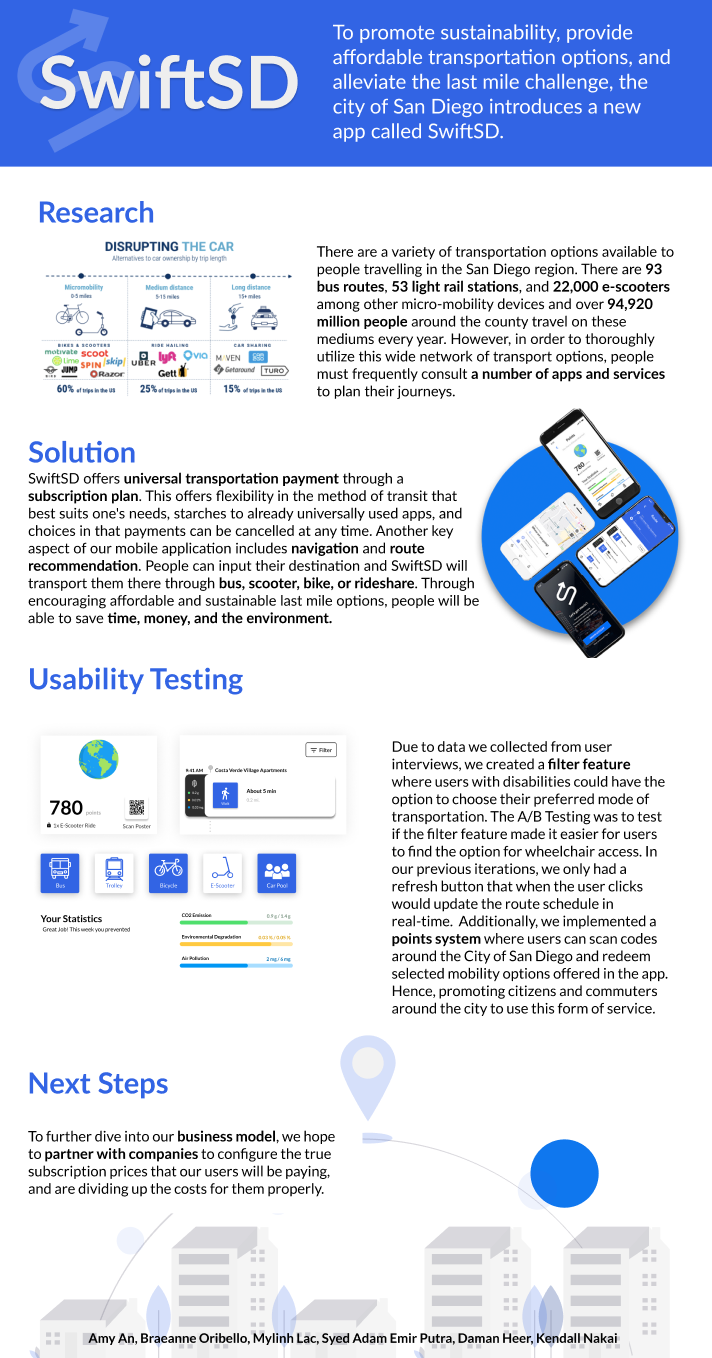 SwiftSD
To promote sustainability, provide
affordable transportation options, and
alleviate the last mile challenge, the
city of San Diego introduces a new
app called SwiftSD.
Research
DISRUPTING THE CAR
Alternatives to car ownership by trip length
Micromobility
0-5 miles
Medium distance
5-15 miles
Long distance
15+ miles
BIKES & SCOOTERS
RIDE HAILING
CAR SHARING
motivate
scoot
lime
SPIN
skip
JUMP
Razor
UBER
lyft
via
Gett
Getaround
TURO
60% of trips in the US
25% of trips in the US
15% of trips in the US
There are a variety of transportation options available to
people travelling in the San Diego region. There are 93
bus routes, 53 light rail stations, and 22,000 e-scooters
among other micro-mobility devices and over 94,920
million people around the county travel on these
mediums every year. However, in order to thoroughly
utilize this wide network of transport options, people
must frequently consult a number of apps and services
to plan their journeys.
Solution
SwiftSD offers universal transportation payment through a
subscription plan. This offers flexibility in the method of transit that
best suits one's needs, starches to already universally used apps, and
choices in that payments can be cancelled at any time. Another key
aspect of our mobile application includes navigation and route
recommendation. People can input their destination and SwiftSD will
transport them there through bus, scooter, bike, or rideshare. Through
encouraging affordable and sustainable last mile options, people will be
able to save time, money, and the environment.
Points
780
Usability Testing
780 points
1x E-Scooter Ride
Scan Poster
Filter
9:41 AM
Costa Verde Village Apartments
Walk
About 5 min
0.2 mi
Bus
Trolley
Bicycle
E-Scooter
Car Pool
Your Statistics
Great Job! This week you prevented
CO2 Emission
Environmental Degradation
Air Pollution
2 mg / 6 mg
Due to data we collected from user
interviews, we created a filter feature
where users with disabilities could have the
option to choose their preferred mode of
transportation. The A/B Testing was to test
if the filter feature made it easier for users
to find the option for wheelchair access. In
our previous iterations, we only had a
refresh button that when the user clicks
would update the route schedule in
real-time. Additionally, we implemented a
points system where users can scan codes
around the City of San Diego and redeem
selected mobility options offered in the app.
Hence, promoting citizens and commuters
around the city to use this form of service.
Next Steps
To further dive into our business model, we hope
to partner with companies to configure the true
subscription prices that our users will be paying,
and are dividing up the costs for them properly.
Amy An, Braeanne Oribello, Mylinh Lac, Syed Adam Emir Putra, Daman Heer, Kendall Nakai